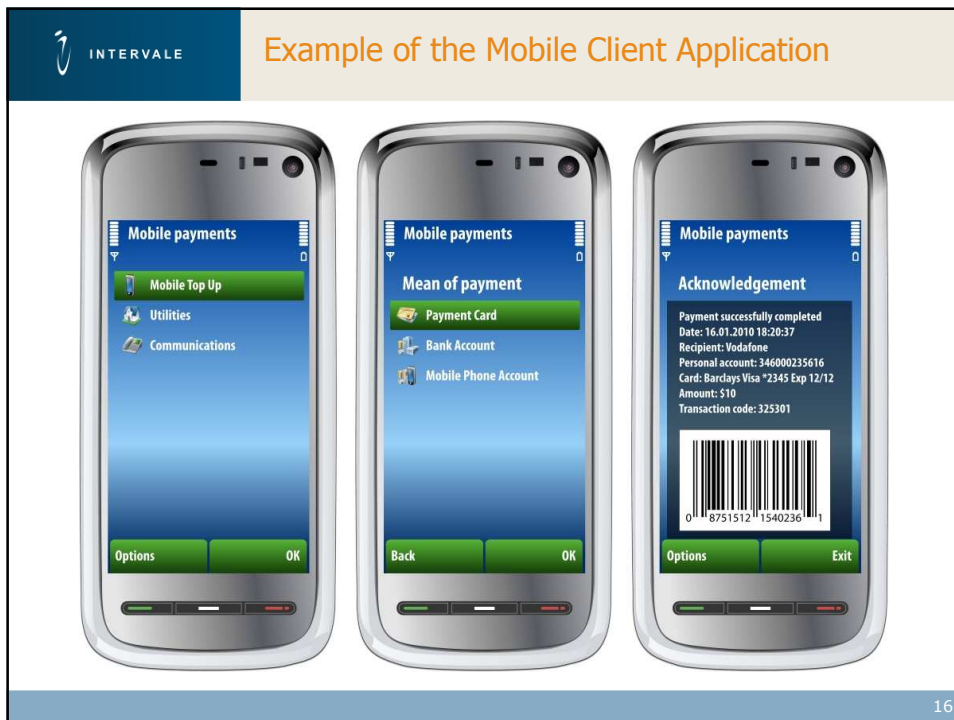 INTERVALE
Example of the Mobile Client Application
Mobile payments
Mobile Top Up
Utilities
Communications
Options OK
Mobile payments
Mean of payment
Payment Card
Bank Account
Mobile Phone Account
Back OK
Mobile payments
Acknowledgement
Payment successfully completed
Date: 16.01.2010 18:20:37
Recipient: Vodafone
Personal account: 346000235616
Card: Barclays Visa *2345 Exp 12/12
Amount: $10
Transaction code: 325301
0 8751512 1540236 1
Options Exit
16